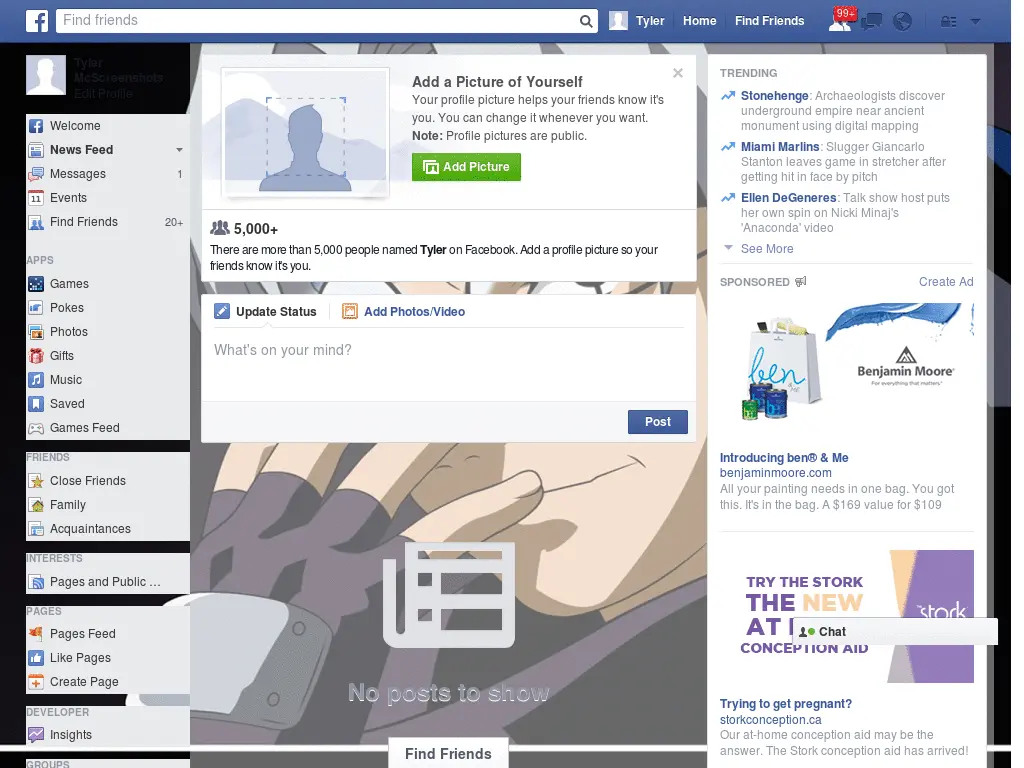 Find friends
Tyler
Home
Find Friends
99+
Tyler
McScreenshots
Edit Profile
Welcome
News Feed
Messages
1
Events
Find Friends
20+
APPS
Games
Pokes
Photos
Gifts
Music
Saved
Games Feed
FRIENDS
Close Friends
Family
Acquaintances
INTERESTS
Pages and Public ...
PAGES
Pages Feed
Like Pages
Create Page
DEVELOPER
Insights
GROUPS
Add a Picture of Yourself
Your profile picture helps your friends know it's
you. You can change it whenever you want.
Note: Profile pictures are public.
Add Picture
5,000+
There are more than 5,000 people named Tyler on Facebook. Add a profile picture so your
friends know it's you.
Update Status
Add Photos/Video
What's on your mind?
Post
No posts to show
Find Friends
TRENDING
Stonehenge: Archaeologists discover
underground empire near ancient
monument using digital mapping
Miami Marlins: Slugger Giancarlo
Stanton leaves game in stretcher after
getting hit in face by pitch
Ellen DeGeneres: Talk show host puts
her own spin on Nicki Minaj's
'Anaconda' video
See More
SPONSORED
Create Ad
ben
Benjamin Moore
For everything that matters.
Introducing ben® & Me
benjaminmoore.com
All your painting needs in one bag. You got
this. It's in the bag. A $169 value for $109
TRY THE STORK
THE NEW
AT
CONCEPTION AID
stork
Chat
Trying to get pregnant?
storkconception.ca
Our at-home conception aid may be the
answer. The Stork conception aid has arrived!